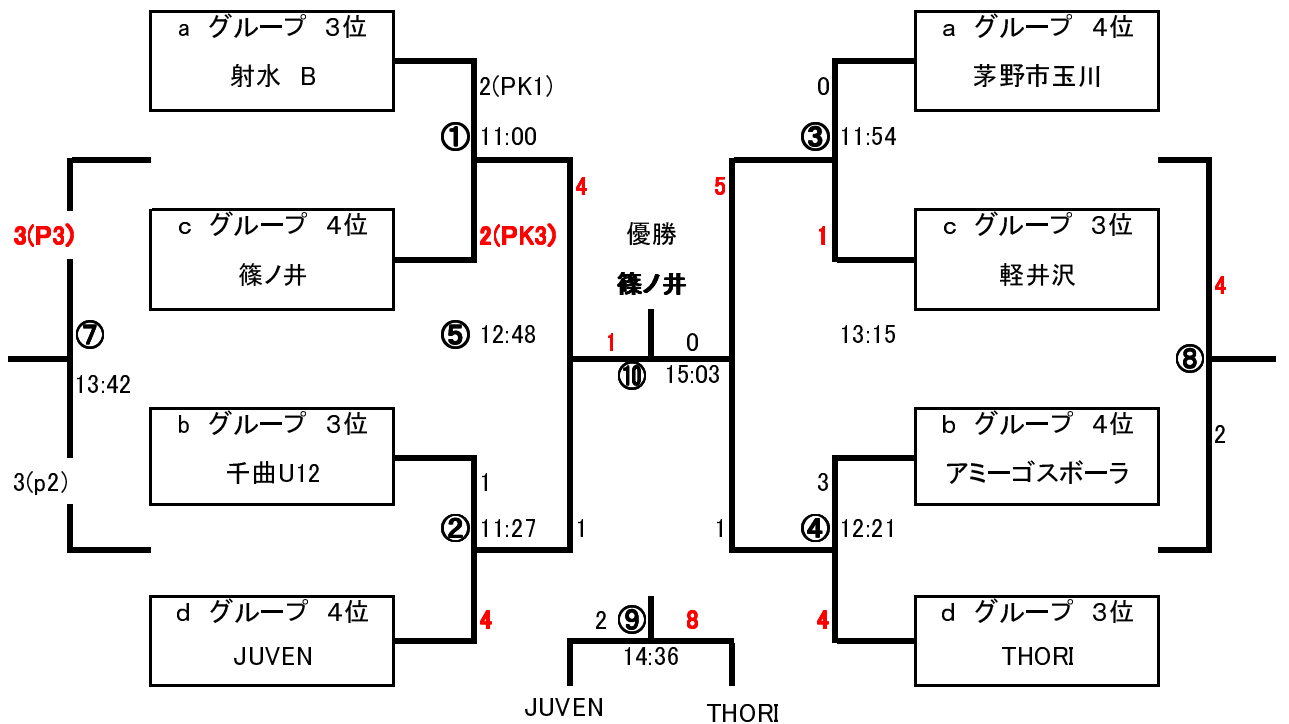 a グループ 3位
射水 B
2(PK1)
① 11:00
c グループ 4位
篠ノ井
2(PK3)
4
3(P3)
⑦
13:42
3(p2)
⑤ 12:48
b グループ 3位
千曲U12
1
② 11:27
1
d グループ 4位
JUVEN
4
優勝
篠ノ井
1
0
⑩ 15:03
2 ⑨ 8
14:36
JUVEN
THORI
a グループ 4位
茅野市玉川
0
③ 11:54
5
c グループ 3位
軽井沢
1
13:15
4
⑧
2
b グループ 4位
アミーゴスボーラ
3
④ 12:21
1
d グループ 3位
THORI
4